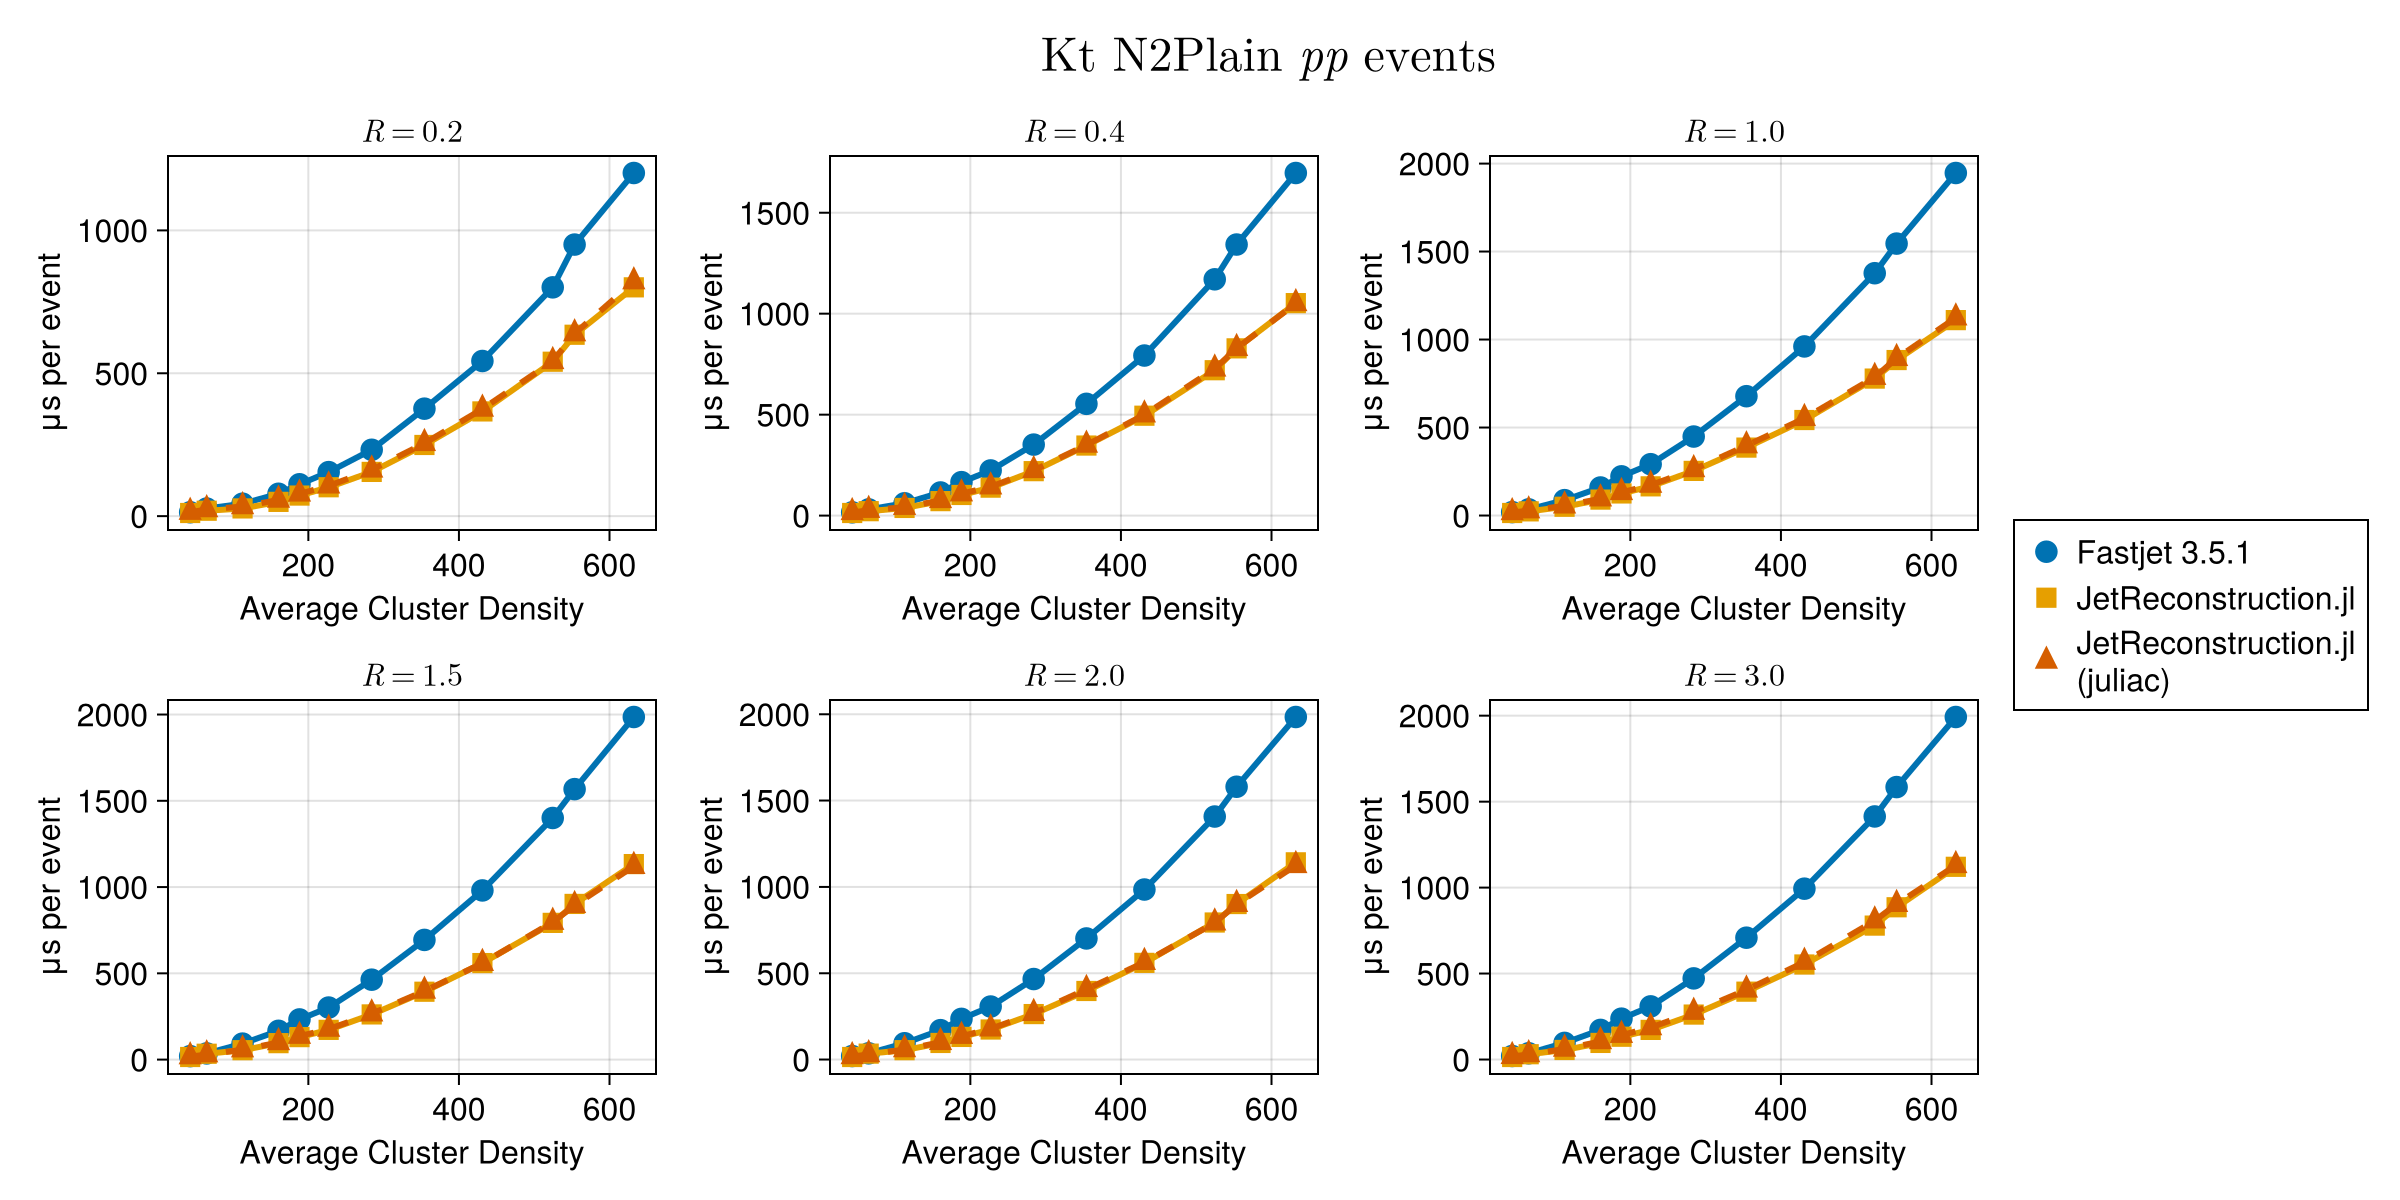 Kt N2Plain pp events
R = 0.2
1000
500
0
200 400 600
µs per event
Average Cluster Density
R = 0.4
1500
1000
500
0
200 400 600
µs per event
Average Cluster Density
R = 1.0
2000
1500
1000
500
0
200 400 600
µs per event
Average Cluster Density
Fastjet 3.5.1
JetReconstruction.jl
JetReconstruction.jl
(juliac)
R = 1.5
2000
1500
1000
500
0
200 400 600
µs per event
Average Cluster Density
R = 2.0
2000
1500
1000
500
0
200 400 600
µs per event
Average Cluster Density
R = 3.0
2000
1500
1000
500
0
200 400 600
µs per event
Average Cluster Density